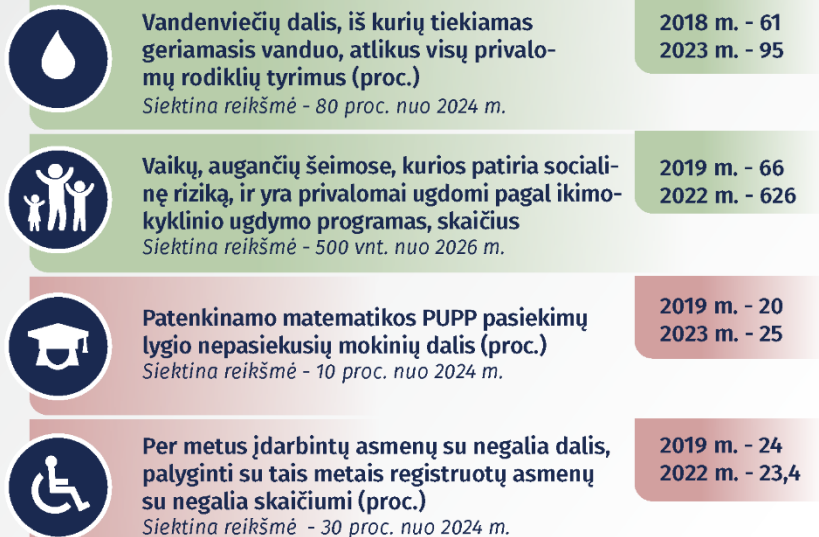 Vandenviečių dalis, iš kurių tiekiamas
geriamasis vanduo, atlikus visų privalo-
mų rodiklių tyrimus (proc.)
Siektina reikšmė - 80 proc. nuo 2024 m.
2018 m. - 61
2023 m. - 95
Vaikų, augančių šeimose, kurios patiria sociali-
nę riziką, ir yra privalomai ugdomi pagal ikimo-
kyklinio ugdymo programas, skaičius
Siektina reikšmė - 500 vnt. nuo 2026 m.
2019 m. - 66
2022 m. - 626
Patenkinamo matematikos PUPP pasiekimų
lygio nepasiekusių mokinių dalis (proc.)
Siektina reikšmė - 10 proc. nuo 2024 m.
2019 m. - 20
2023 m. - 25
Per metus įdarbintų asmenų su negalia dalis,
palyginti su tais metais registruotų asmenų
su negalia skaičiumi (proc.)
Siektina reikšmė - 30 proc. nuo 2024 m.
2019 m. - 24
2022 m. - 23,4